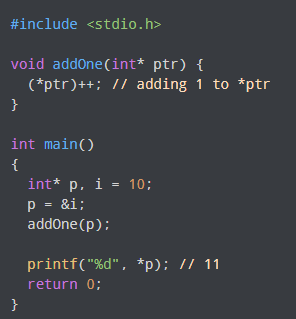 #include <stdio.h>
void addOne(int* ptr) {
  (*ptr)++; // adding 1 to *ptr
}
int main()
{
  int* p, i = 10;
  p = &i;
  addOne(p);
  printf("%d", *p); // 11
  return 0;
}